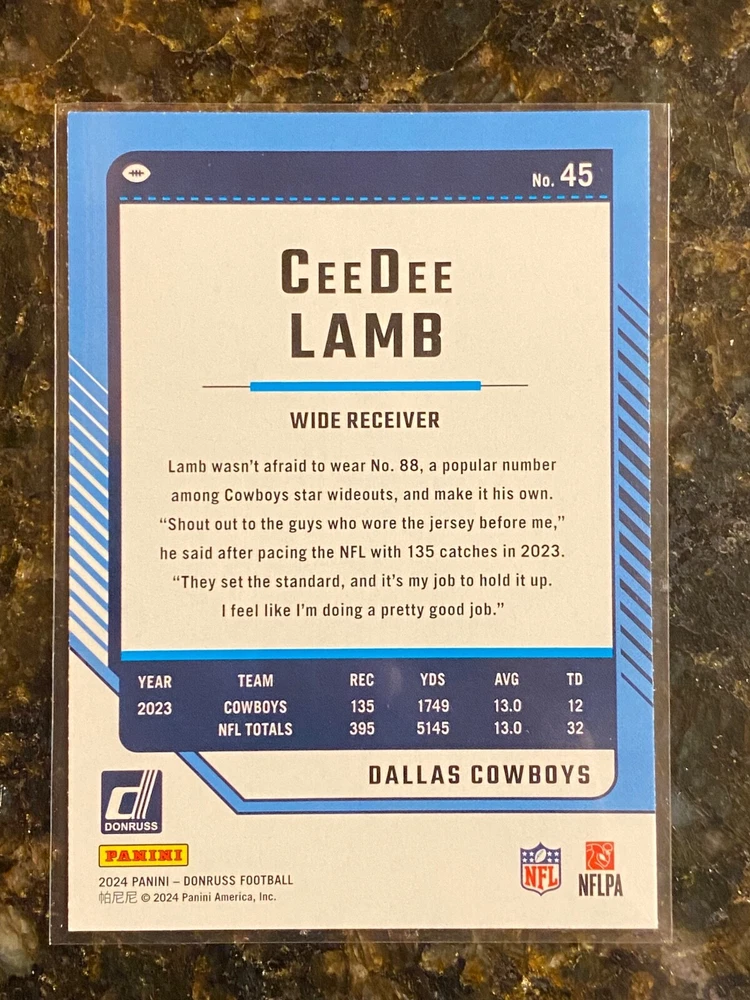 No. 45
CEEDEE
LAMB
WIDE RECEIVER
Lamb wasn't afraid to wear No. 88, a popular number
among Cowboys star wideouts, and make it his own.
“Shout out to the guys who wore the jersey before me,”
he said after pacing the NFL with 135 catches in 2023.
“They set the standard, and it's my job to hold it up.
I feel like I'm doing a pretty good job.”
YEAR TEAM REC YDS AVG TD
2023 COWBOYS 135 1749 13.0 12
NFL TOTALS 395 5145 13.0 32
DALLAS COWBOYS
d
DONRUSS
PANINI
2024 PANINI – DONRUSS FOOTBALL
帕尼尼 © 2024 Panini America, Inc.
NFL
NFLPA